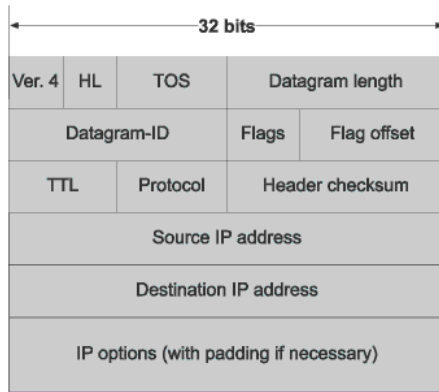 32 bits
Ver. 4 HL TOS Datagram length
Datagram-ID Flags Flag offset
TTL Protocol Header checksum
Source IP address
Destination IP address
IP options (with padding if necessary)